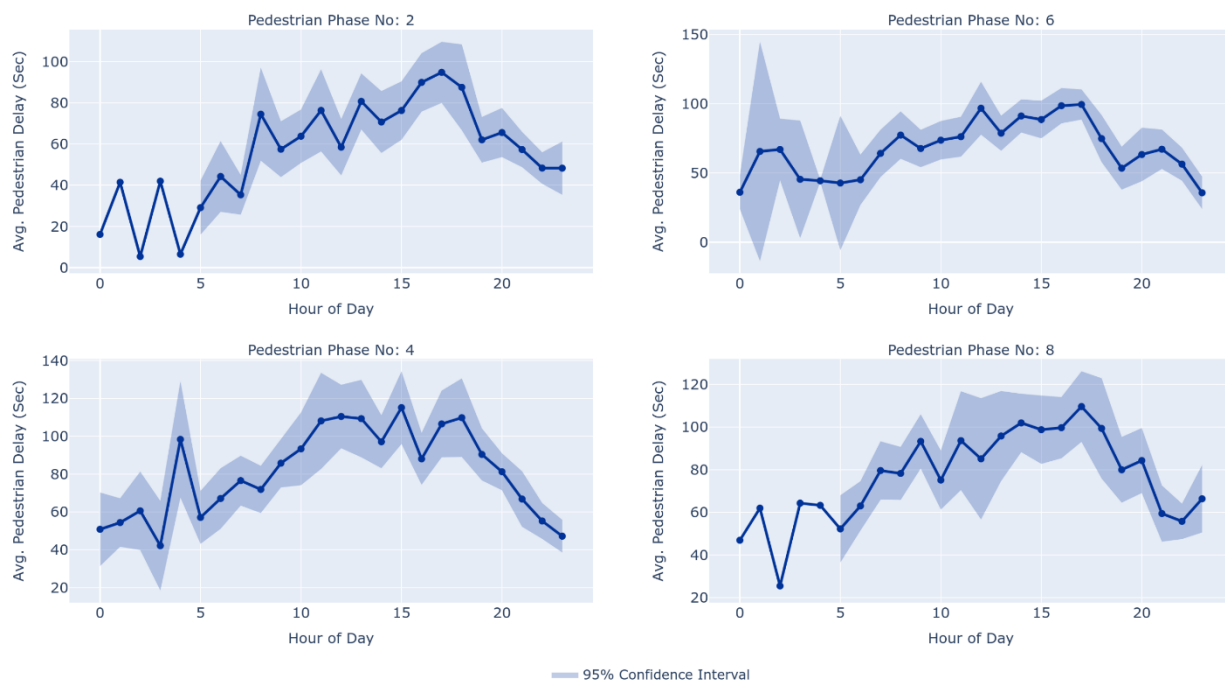 Pedestrian Phase No: 2
Avg. Pedestrian Delay (Sec)
100
80
60
40
20
0
0 5 10 15 20
Hour of Day
Pedestrian Phase No: 6
Avg. Pedestrian Delay (Sec)
150
100
50
0
0 5 10 15 20
Hour of Day
Pedestrian Phase No: 4
Avg. Pedestrian Delay (Sec)
140
120
100
80
60
40
20
0 5 10 15 20
Hour of Day
Pedestrian Phase No: 8
Avg. Pedestrian Delay (Sec)
120
100
80
60
40
20
0 5 10 15 20
Hour of Day
95% Confidence Interval